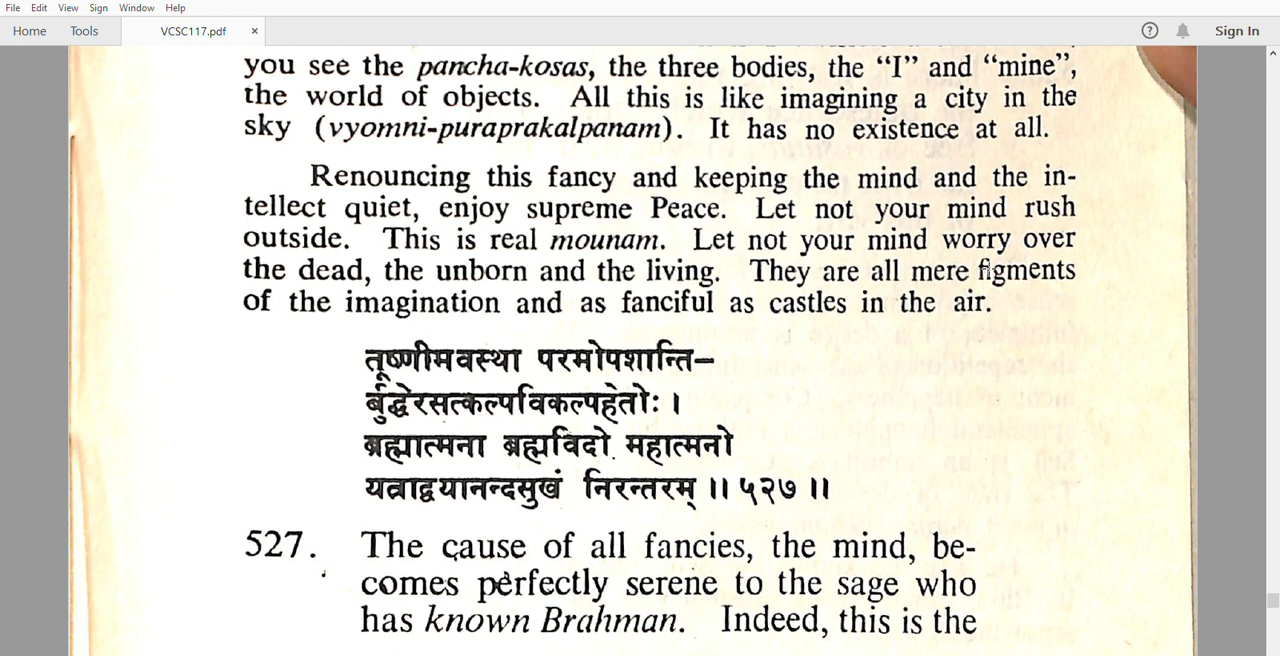 File Edit View Sign Window Help
Home Tools VCSC117.pdf × ? Sign In
you see the pancha-kosas, the three bodies, the “I” and “mine”,
the world of objects. All this is like imagining a city in the
sky (vyomni-puraprakalpanam). It has no existence at all.
Renouncing this fancy and keeping the mind and the in-
tellect quiet, enjoy supreme Peace. Let not your mind rush
outside. This is real mounam. Let not your mind worry over
the dead, the unborn and the living. They are all mere figments
of the imagination and as fanciful as castles in the air.
तूष्णीमवस्था परमोपशान्ति–
र्बुद्धेरसत्कल्पविकल्पहेतोः ।
ब्रह्मात्मना ब्रह्मविदो महात्मनो
यत्राद्वयानन्दसुखं निरन्तरम् ॥ ५२७ ॥
527. The cause of all fancies, the mind, be-
comes perfectly serene to the sage who
has known Brahman. Indeed, this is the